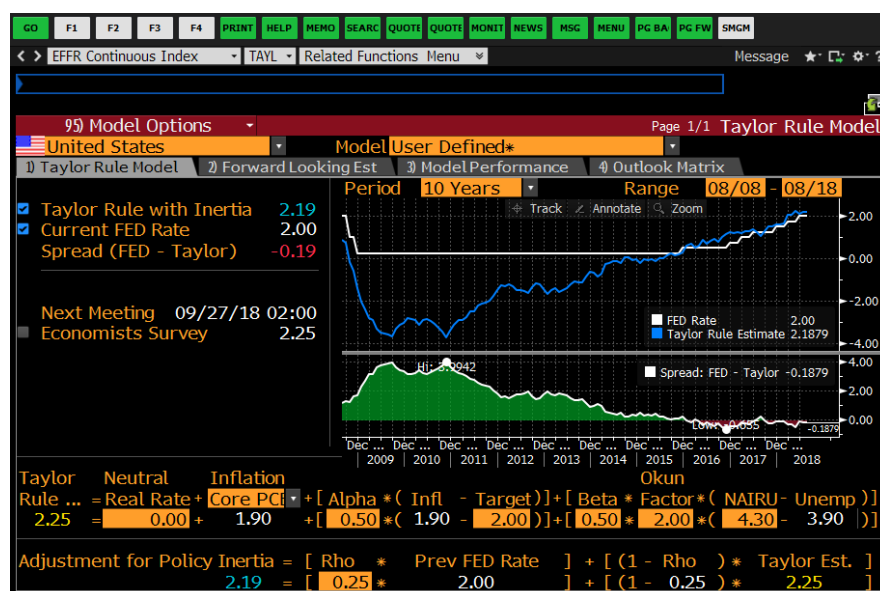 GO F1 F2 F3 F4 PRINT HELP MEMO SEARC QUOTE QUOTE MONIT NEWS MSG MENU PG BA PG FW SMGM
< > EFFR Continuous Index TAYL Related Functions Menu Message
95) Model Options Page 1/1 Taylor Rule Model
United States Model User Defined*
1) Taylor Rule Model 2) Forward Looking Est 3) Model Performance 4) Outlook Matrix
Period 10 Years Range 08/08 - 08/18
Track Annotate Zoom
Taylor Rule with Inertia 2.19
Current FED Rate 2.00
Spread (FED - Taylor) -0.19
Next Meeting 09/27/18 02:00
Economists Survey 2.25
2.00
0.00
-2.00
-4.00
FED Rate 2.00
Taylor Rule Estimate 2.1879
4.00
2.00
0.00
Hi: 3.9942
Spread: FED - Taylor -0.1879
-0.1879
Dec ... Dec ... Dec ... Dec ... Dec ... Dec ... Dec ... Dec ... Dec ... Dec ...
2009 2010 2011 2012 2013 2014 2015 2016 2017 2018
Taylor Neutral Inflation Okun
Rule ... = Real Rate + Core PCE + [ Alpha * ( Infl - Target )] + [ Beta * Factor * ( NAIRU - Unemp )]
2.25 = 0.00 + 1.90 + [ 0.50 * ( 1.90 - 2.00 )] + [ 0.50 * 2.00 * ( 4.30 - 3.90 )]
Adjustment for Policy Inertia = [ Rho * Prev FED Rate ] + [ (1 - Rho ) * Taylor Est. ]
2.19 = [ 0.25 * 2.00 ] + [ (1 - 0.25 ) * 2.25 ]